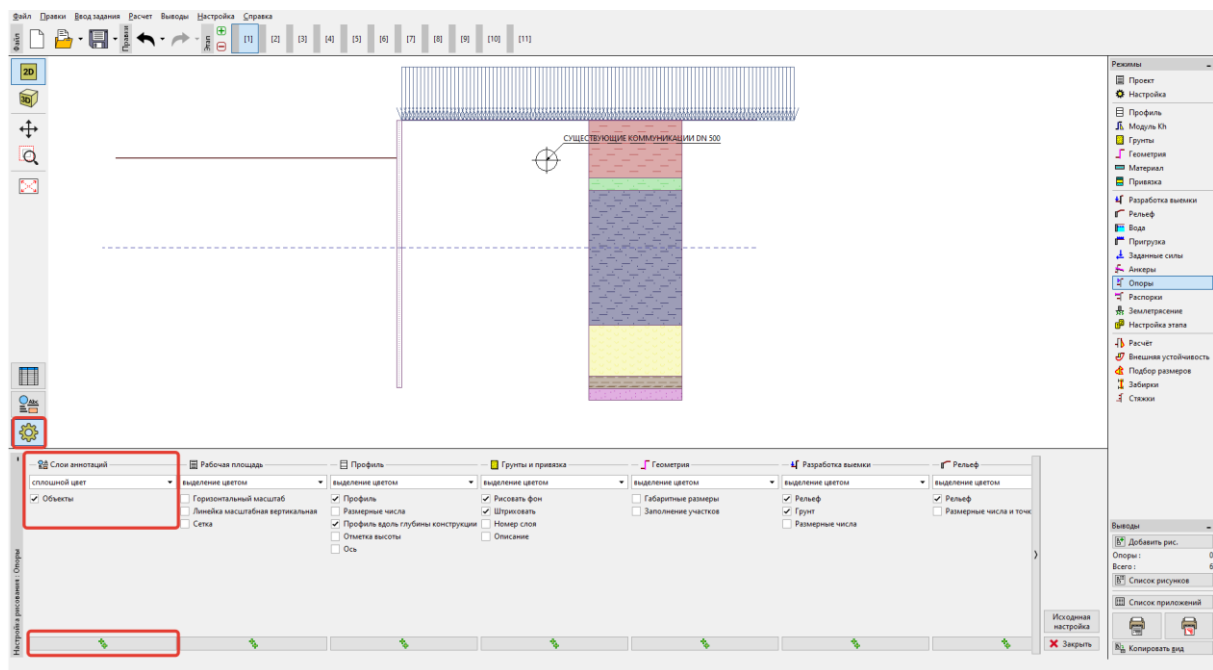 Файл Правки Ввод задания Расчет Выводы Настройка Справка
Файл
Правки
Этап
[1] [2] [3] [4] [5] [6] [7] [8] [9] [10] [11]
2D
3D
Abc
СУЩЕСТВУЮЩИЕ КОММУНИКАЦИИ DN 500
Режимы
Проект
Настройка
Профиль
Модуль Kh
Грунты
Геометрия
Материал
Привязка
Разработка выемки
Рельеф
Вода
Пригрузка
Заданные силы
Анкеры
Опоры
Распорки
Землетрясение
Настройка этапа
Расчёт
Внешняя устойчивость
Подбор размеров
Забирки
Стяжки
Настройка рисования : Опоры
Слои аннотаций
сплошной цвет
Объекты
Рабочая площадь
выделение цветом
Горизонтальный масштаб
Линейка масштабная вертикальная
Сетка
Профиль
выделение цветом
Профиль
Размерные числа
Профиль вдоль глубины конструкции
Отметка высоты
Ось
Грунты и привязка
выделение цветом
Рисовать фон
Штриховать
Номер слоя
Описание
Геометрия
выделение цветом
Габаритные размеры
Заполнение участков
Разработка выемки
выделение цветом
Рельеф
Грунт
Размерные числа
Рельеф
выделение цветом
Рельеф
Размерные числа и точк
Исходная настройка
Закрыть
Выводы
Добавить рис.
Опоры : 0
Всего : 6
Список рисунков
Список приложений
Копировать вид